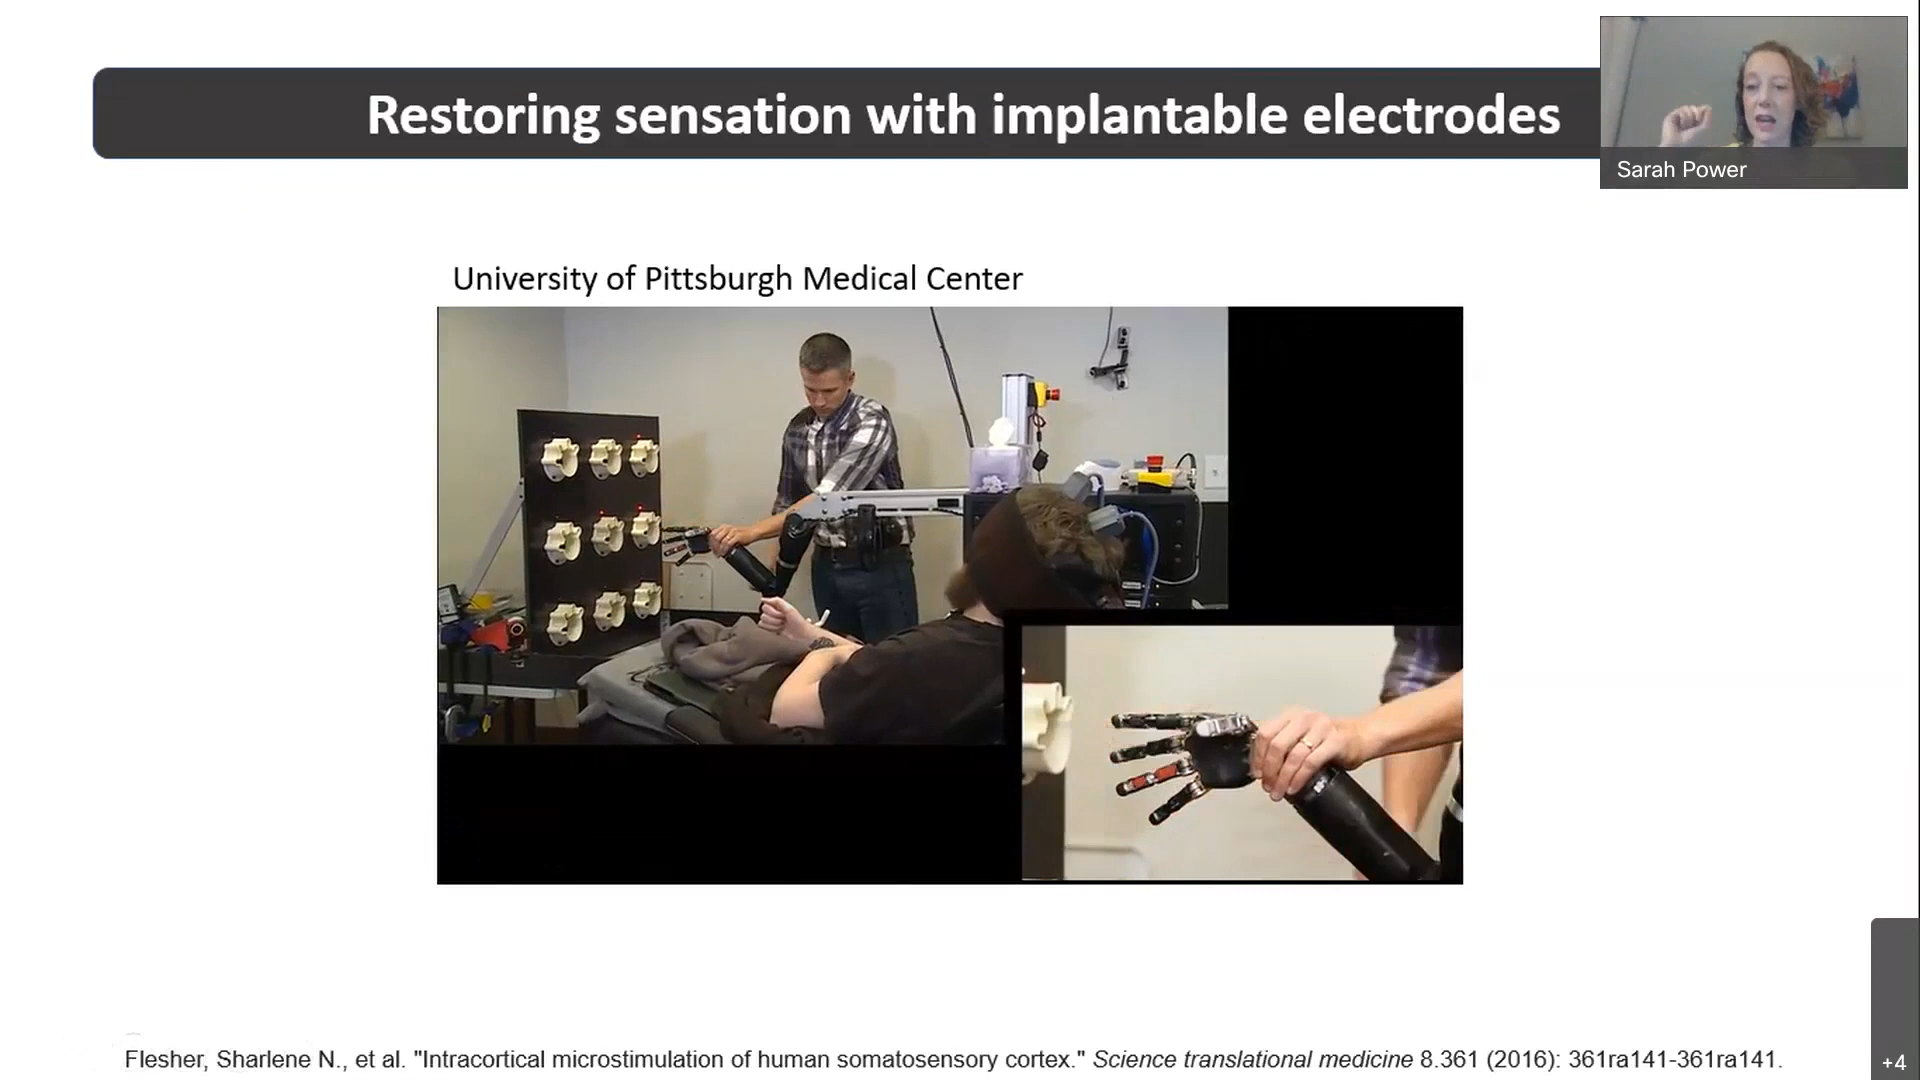 Restoring sensation with implantable electrodes
Sarah Power
University of Pittsburgh Medical Center
Flesher, Sharlene N., et al. "Intracortical microstimulation of human somatosensory cortex." Science translational medicine 8.361 (2016): 361ra141-361ra141.
+4